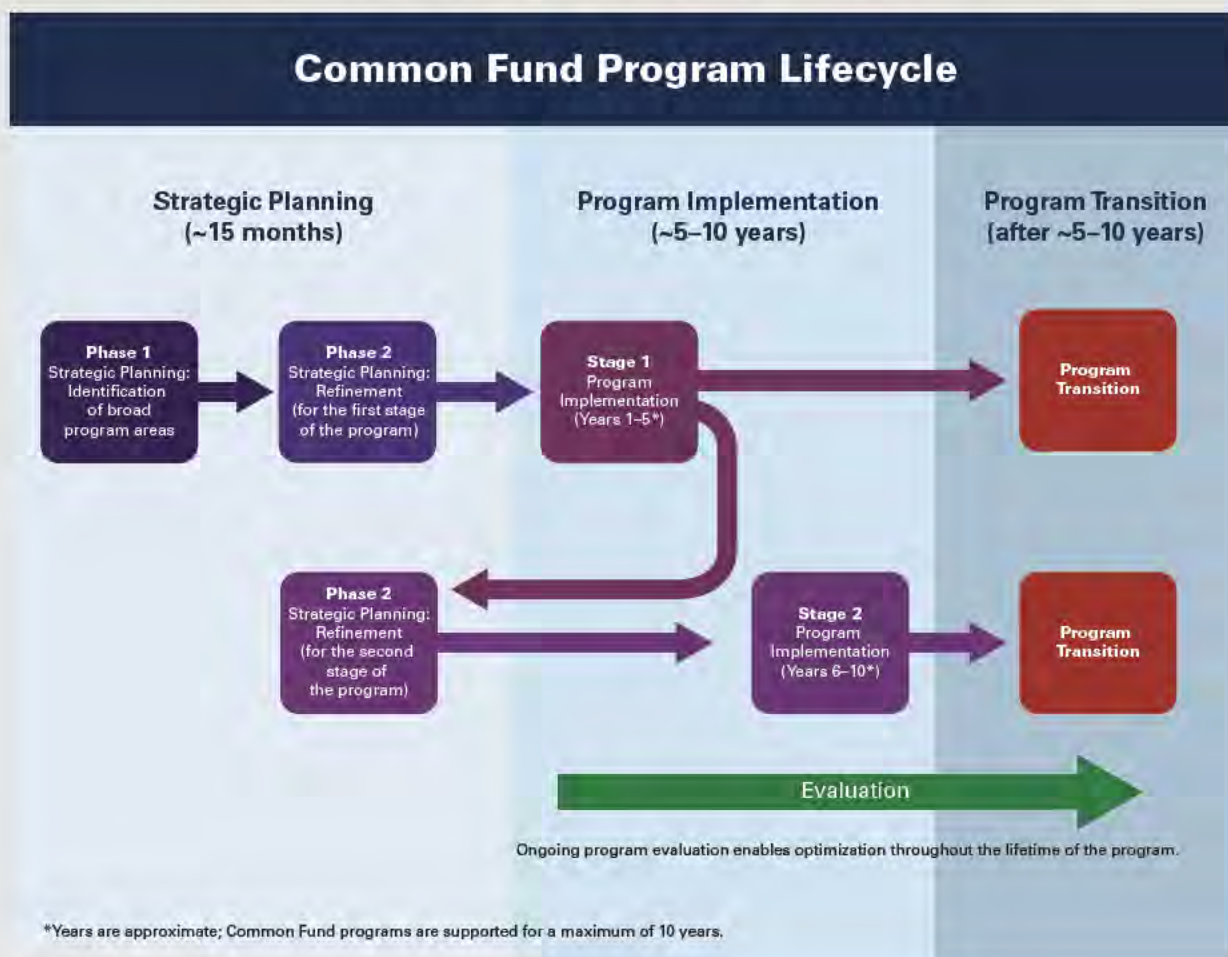 Common Fund Program Lifecycle
Strategic Planning
(~15 months)
Program Implementation
(~5–10 years)
Program Transition
(after ~5–10 years)
Phase 1
Strategic Planning:
Identification
of broad
program areas
Phase 2
Strategic Planning:
Refinement
(for the first stage
of the program)
Stage 1
Program
Implementation
(Years 1–5*)
Program
Transition
Phase 2
Strategic Planning:
Refinement
(for the second
stage of
the program)
Stage 2
Program
Implementation
(Years 6–10*)
Program
Transition
Evaluation
Ongoing program evaluation enables optimization throughout the lifetime of the program.
*Years are approximate; Common Fund programs are supported for a maximum of 10 years.